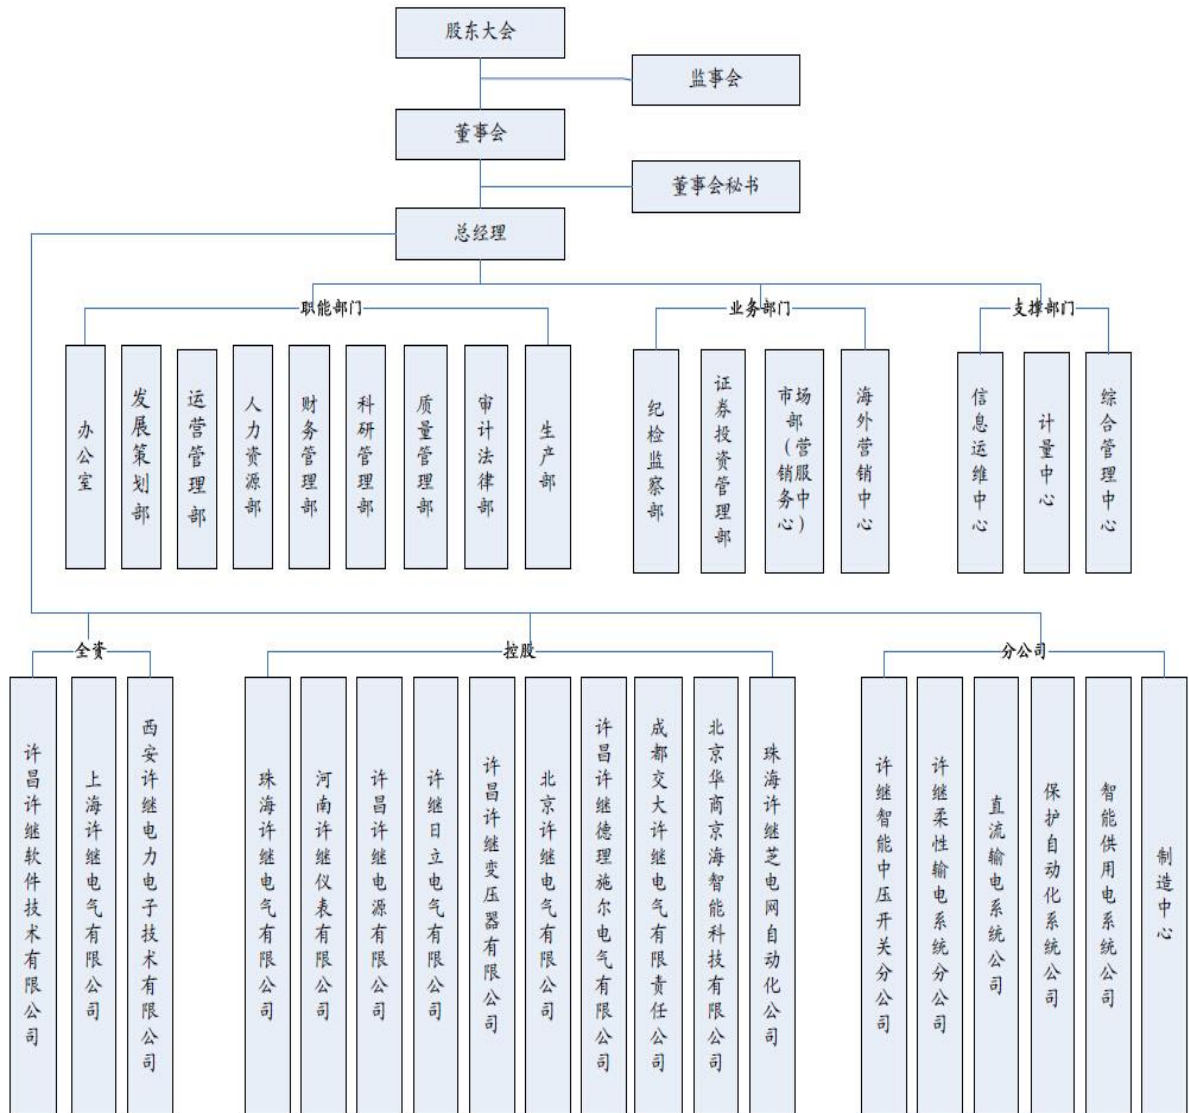 股东大会
监事会
董事会
董事会秘书
总经理
职能部门
业务部门
支撑部门
办公室
发展策划部
运营管理部
人力资源部
财务管理部
科研管理部
质量管理部
审计法律部
生产部
纪检监察部
证券投资管理部
市场部（营销服务中心）
海外营销中心
信息运维中心
计量中心
综合管理中心
全资
控股
分公司
许昌许继软件技术有限公司
上海许继电气有限公司
西安许继电力电子技术有限公司
珠海许继电气有限公司
河南许继仪表有限公司
许昌许继电源有限公司
许继日立电气有限公司
许昌许继变压器有限公司
北京许继电气有限公司
许昌许继德理施尔电气有限公司
成都交大许继电气有限责任公司
北京华商京海智能科技有限公司
珠海许继芝电网自动化公司
许继智能中压开关分公司
许继柔性输电系统分公司
直流输电系统公司
保护自动化系统公司
智能供用电系统公司
制造中心